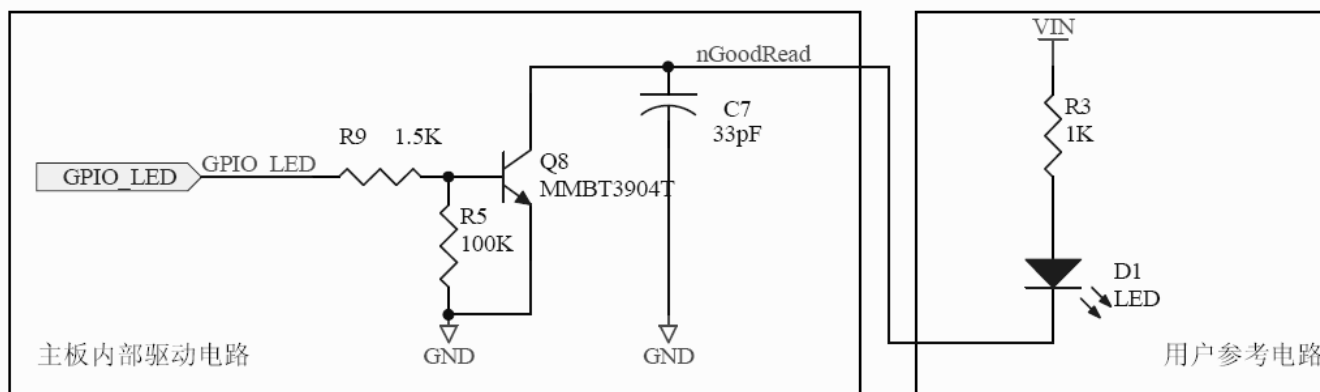 VIN
nGoodRead
R3
1K
C7
33pF
R9 1.5K
GPIO_LED
GPIO_LED
Q8
MMBT3904T
R5
100K
D1
LED
GND
GND
主板内部驱动电路
用户参考电路